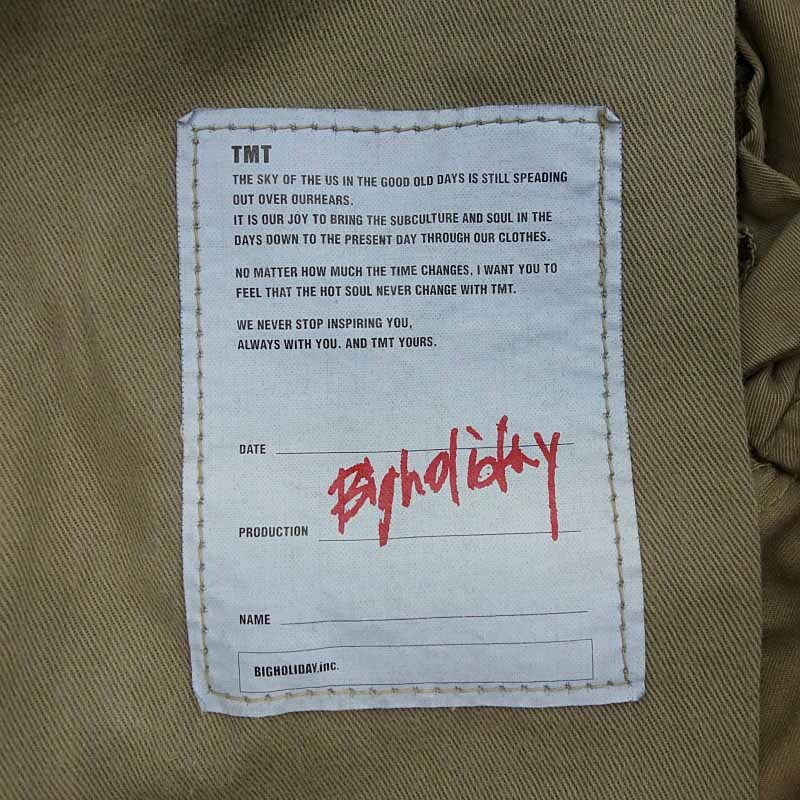 TMT
THE SKY OF THE US IN THE GOOD OLD DAYS IS STILL SPEADING
OUT OVER OURHEARS.
IT IS OUR JOY TO BRING THE SUBCULTURE AND SOUL IN THE
DAYS DOWN TO THE PRESENT DAY THROUGH OUR CLOTHES.
NO MATTER HOW MUCH THE TIME CHANGES, I WANT YOU TO
FEEL THAT THE HOT SOUL NEVER CHANGE WITH TMT.
WE NEVER STOP INSPIRING YOU,
ALWAYS WITH YOU. AND TMT YOURS.
DATE
Bigholiday
PRODUCTION
NAME
BIGHOLIDAY.inc.